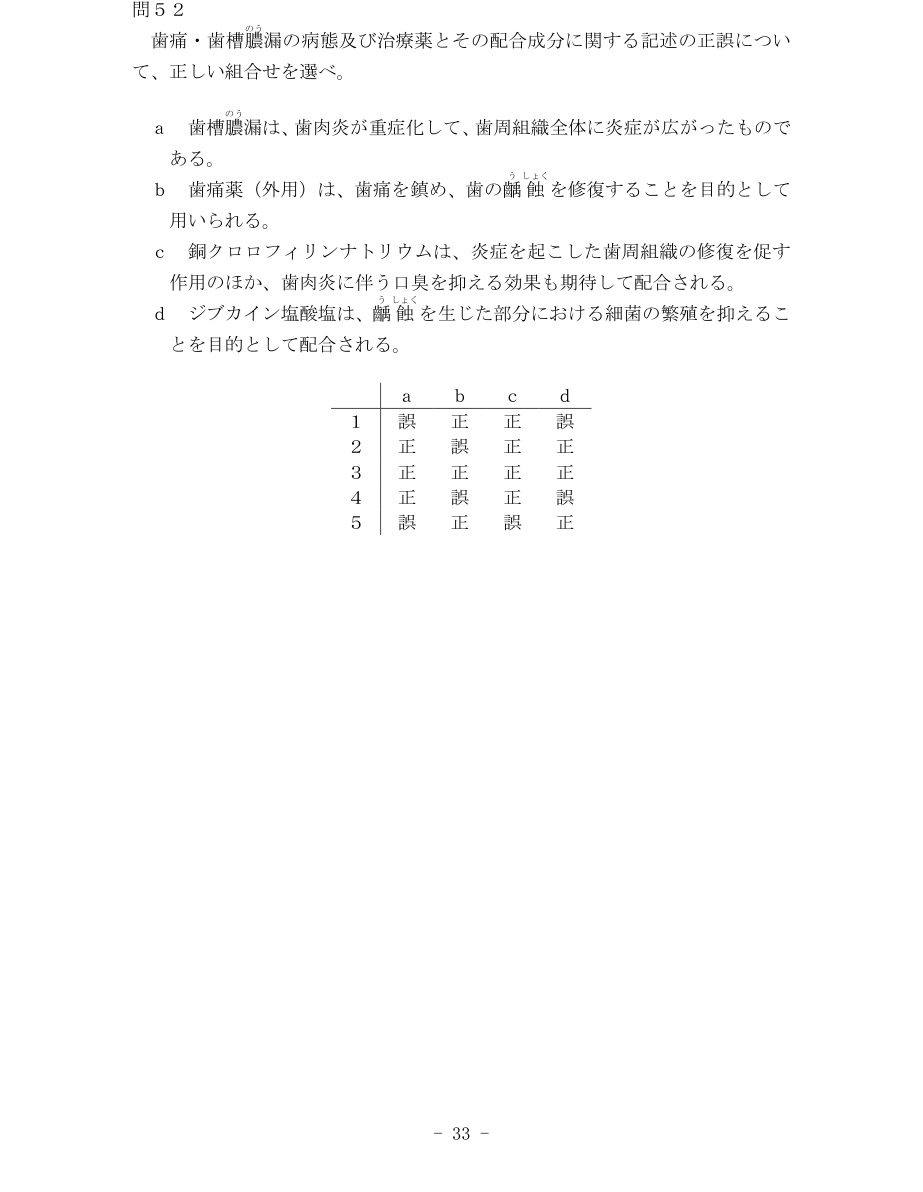 問５２
歯痛・歯槽膿漏の病態及び治療薬とその配合成分に関する記述の正誤につい
て、正しい組合せを選べ。
ａ　歯槽膿漏は、歯肉炎が重症化して、歯周組織全体に炎症が広がったもので
ある。
ｂ　歯痛薬（外用）は、歯痛を鎮め、歯の齲蝕を修復することを目的として
用いられる。
ｃ　銅クロロフィリンナトリウムは、炎症を起こした歯周組織の修復を促す
作用のほか、歯肉炎に伴う口臭を抑える効果も期待して配合される。
ｄ　ジブカイン塩酸塩は、齲蝕を生じた部分における細菌の繁殖を抑えるこ
とを目的として配合される。
ａ　ｂ　ｃ　ｄ
１　誤　正　正　誤
２　正　誤　正　正
３　正　正　正　正
４　正　誤　正　誤
５　誤　正　誤　正
- 33 -